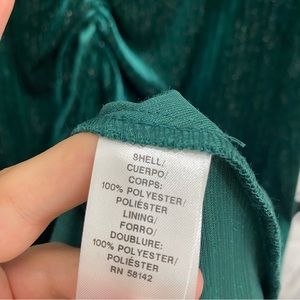 SHELL/
CUERPO/
CORPS:
100% POLYESTER/
POLIÉSTER
LINING/
FORRO/
DOUBLURE:
100% POLYESTER/
POLIÉSTER
RN 58142